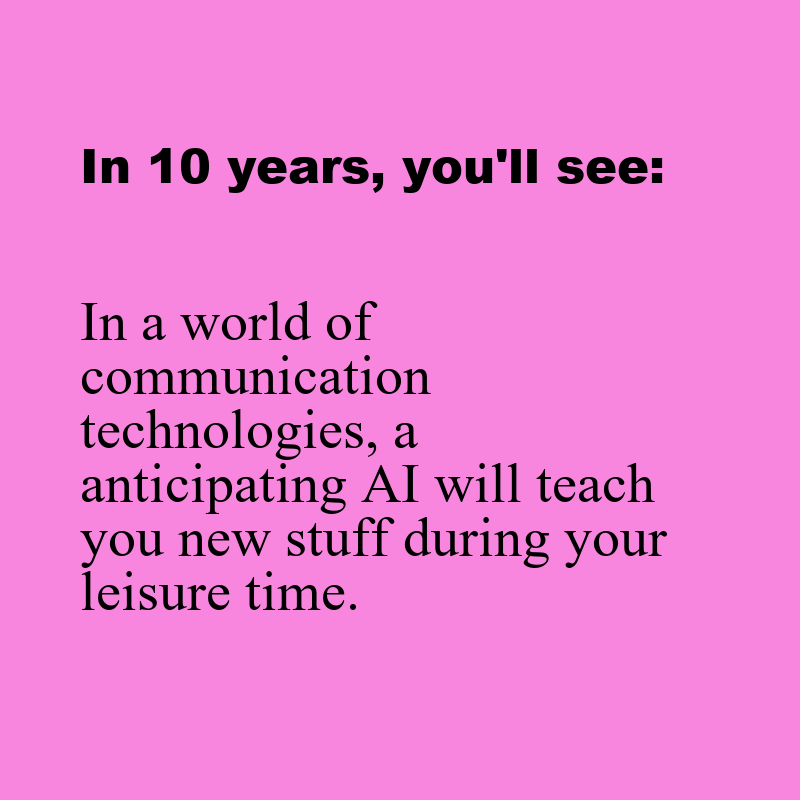 In 10 years, you'll see:
In a world of
communication
technologies, a
anticipating AI will teach
you new stuff during your
leisure time.